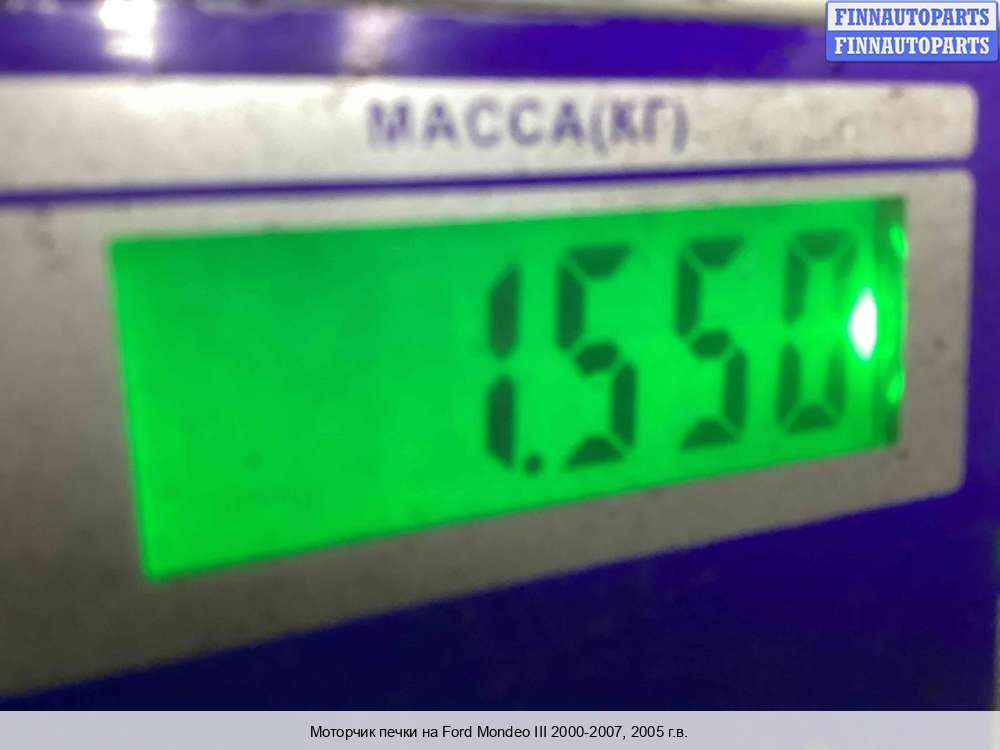 FINNAUTOPARTS
FINNAUTOPARTS
МАССА(КГ)
1.550
Моторчик печки на Ford Mondeo III 2000-2007, 2005 г.в.